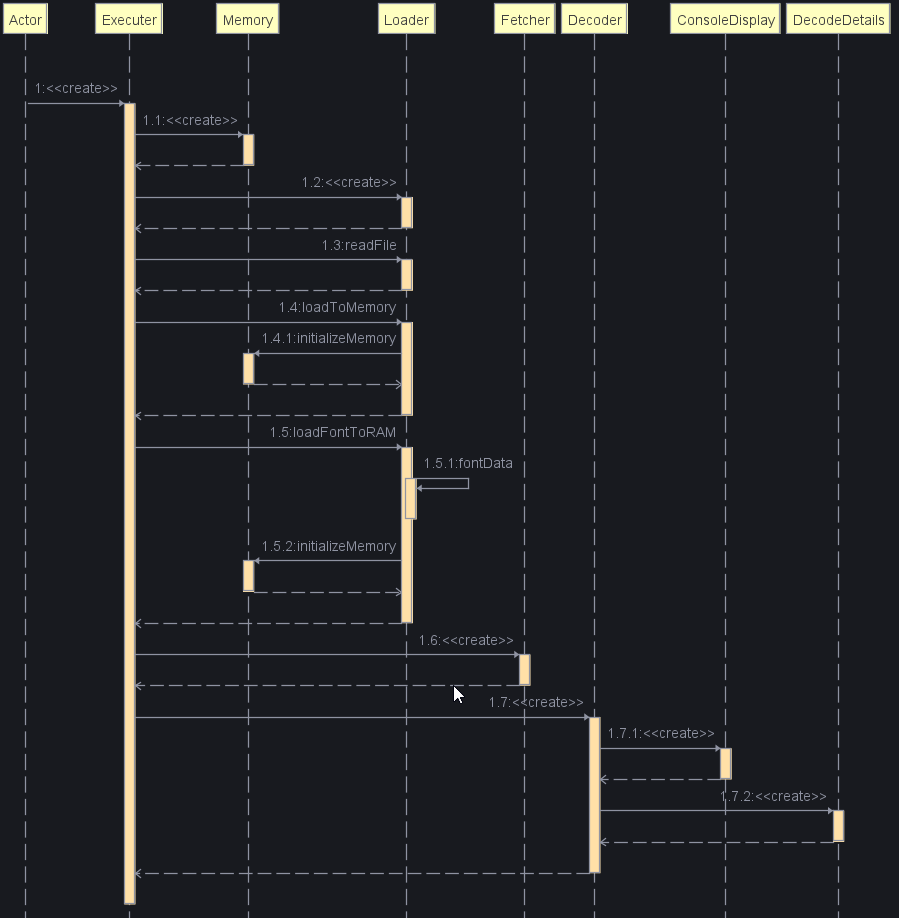 Actor Executer Memory Loader Fetcher Decoder ConsoleDisplay DecodeDetails
1:<<create>>
1.1:<<create>>
1.2:<<create>>
1.3:readFile
1.4:loadToMemory
1.4.1:initializeMemory
1.5:loadFontToRAM
1.5.1:fontData
1.5.2:initializeMemory
1.6:<<create>>
1.7:<<create>>
1.7.1:<<create>>
1.7.2:<<create>>